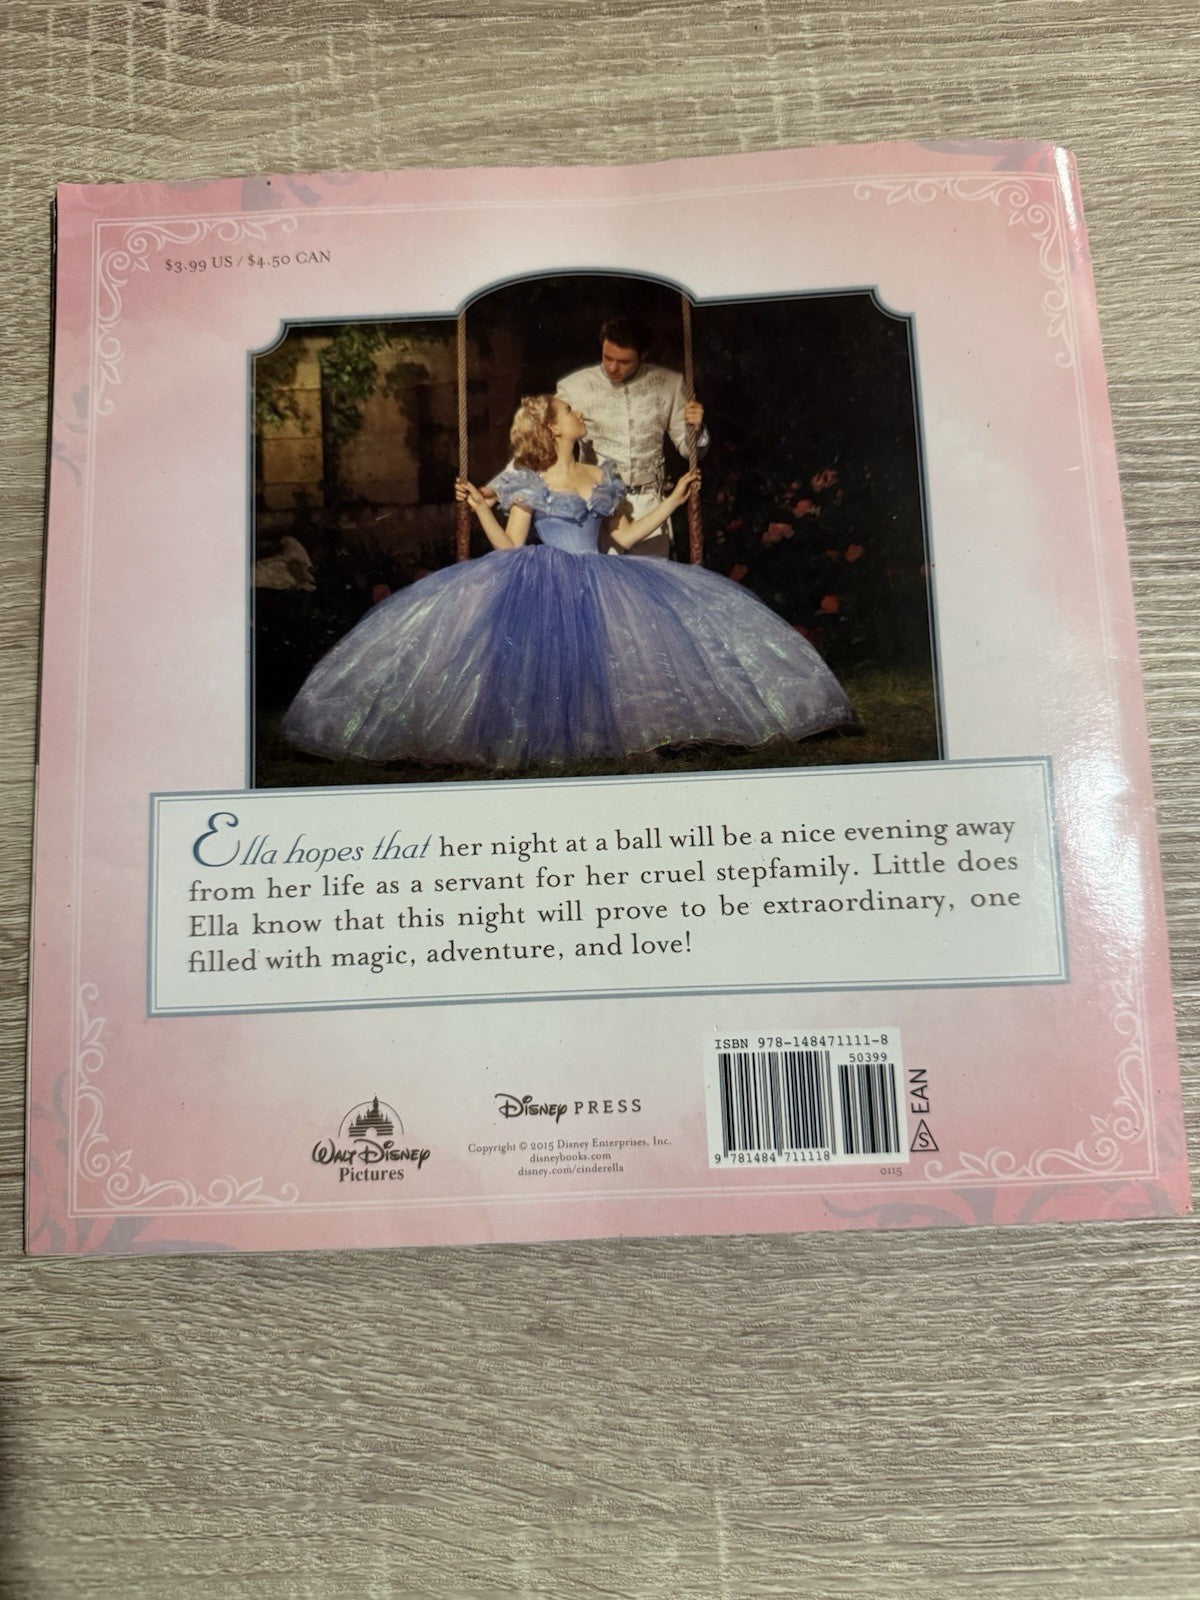 $3.99 US / $4.50 CAN
Ella hopes that her night at a ball will be a nice evening away
from her life as a servant for her cruel stepfamily. Little does
Ella know that this night will prove to be extraordinary, one
filled with magic, adventure, and love!
ISBN 978-148471111-8
50399
EAN
S
9 781484 711118
0115
Walt Disney
Pictures
Disney PRESS
Copyright © 2015 Disney Enterprises, Inc.
disneybooks.com
disney.com/cinderella